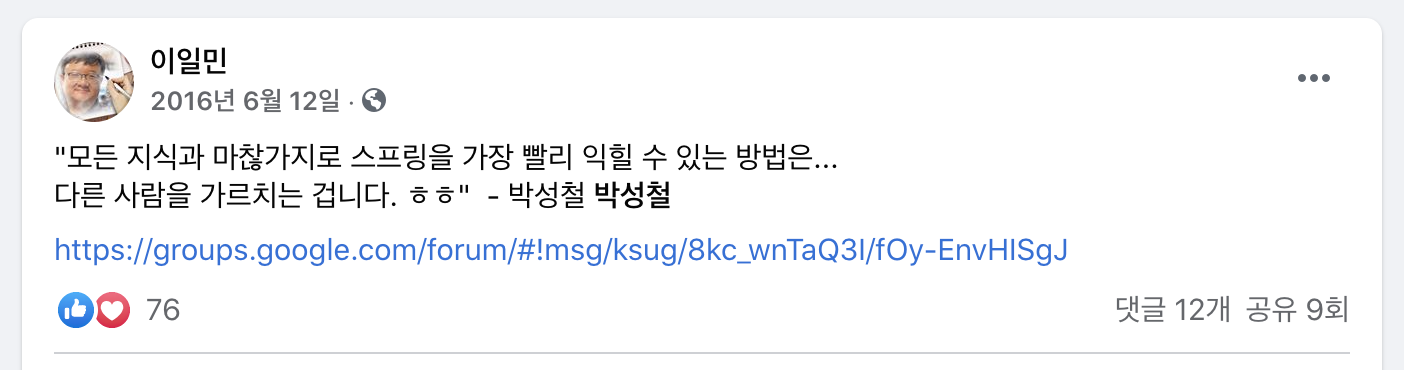 이일민
2016년 6월 12일 ·
"모든 지식과 마찮가지로 스프링을 가장 빨리 익힐 수 있는 방법은...
다른 사람을 가르치는 겁니다. ㅎㅎ" - 박성철 박성철
https://groups.google.com/forum/#!msg/ksug/8kc_wnTaQ3I/fOy-EnvHISgJ
76 댓글 12개 공유 9회